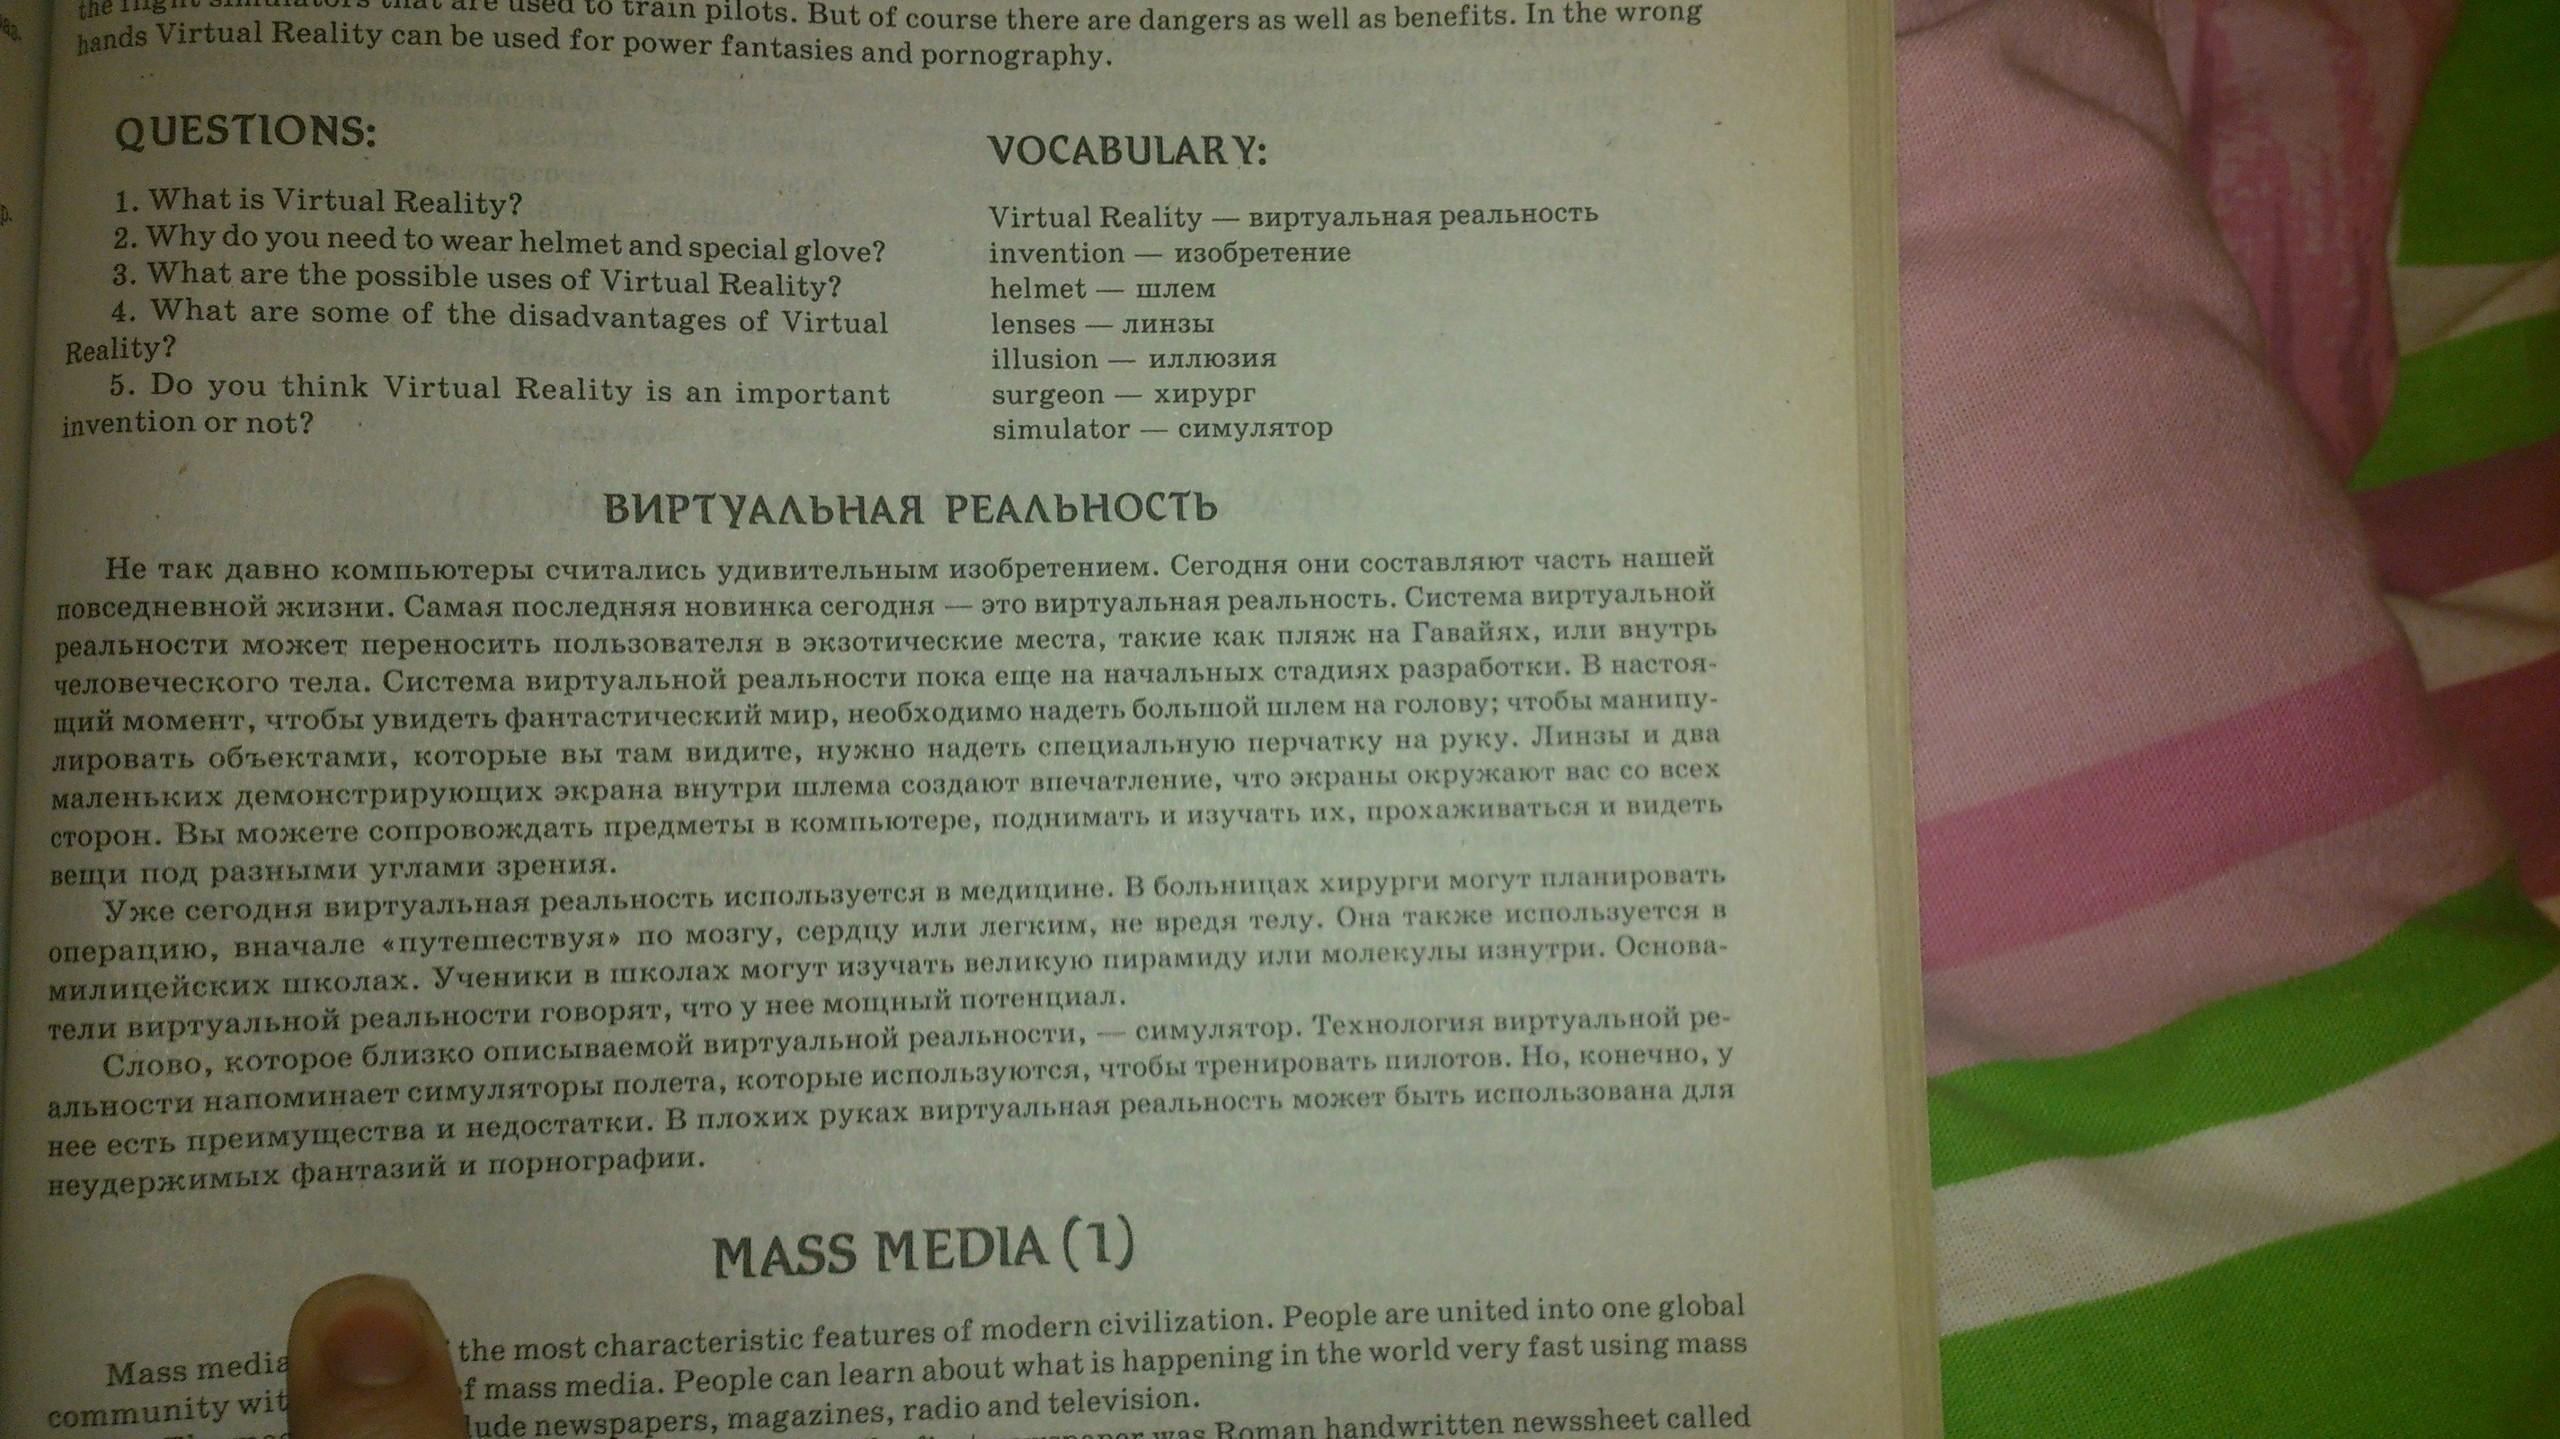 the flight simulators that are used to train pilots. But of course there are dangers as well as benefits. In the wrong
hands Virtual Reality can be used for power fantasies and pornography.
QUESTIONS:
1. What is Virtual Reality?
2. Why do you need to wear helmet and special glove?
3. What are the possible uses of Virtual Reality?
4. What are some of the disadvantages of Virtual
Reality?
5. Do you think Virtual Reality is an important
invention or not?
VOCABULARY:
Virtual Reality — виртуальная реальность
invention — изобретение
helmet — шлем
lenses — линзы
illusion — иллюзия
surgeon — хирург
simulator — симулятор
ВИРТУАЛЬНАЯ РЕАЛЬНОСТЬ
Не так давно компьютеры считались удивительным изобретением. Сегодня они составляют часть нашей
повседневной жизни. Самая последняя новинка сегодня — это виртуальная реальность. Система виртуальной
реальности может переносить пользователя в экзотические места, такие как пляж на Гавайях, или внутрь
человеческого тела. Система виртуальной реальности пока еще на начальных стадиях разработки. В настоя-
щий момент, чтобы увидеть фантастический мир, необходимо надеть большой шлем на голову; чтобы манипу-
лировать объектами, которые вы там видите, нужно надеть специальную перчатку на руку. Линзы и два
маленьких демонстрирующих экрана внутри шлема создают впечатление, что экраны окружают вас со всех
сторон. Вы можете сопровождать предметы в компьютере, поднимать и изучать их, прохаживаться и видеть
вещи под разными углами зрения.
Уже сегодня виртуальная реальность используется в медицине. В больницах хирурги могут планировать
операцию, вначале «путешествуя» по мозгу, сердцу или легким, не вредя телу. Она также используется в
милицейских школах. Ученики в школах могут изучать великую пирамиду или молекулы изнутри. Основа-
тели виртуальной реальности говорят, что у нее мощный потенциал.
Слово, которое близко описываемой виртуальной реальности, — симулятор. Технология виртуальной ре-
альности напоминает симуляторы полета, которые используются, чтобы тренировать пилотов. Но, конечно, у
нее есть преимущества и недостатки. В плохих руках виртуальная реальность может быть использована для
неудержимых фантазий и порнографии.
MASS MEDIA (1)
Mass media the most characteristic features of modern civilization. People are united into one global
community of mass media. People can learn about what is happening in the world very fast using mass
newspapers, magazines, radio and television.
was Roman handwritten newssheet called